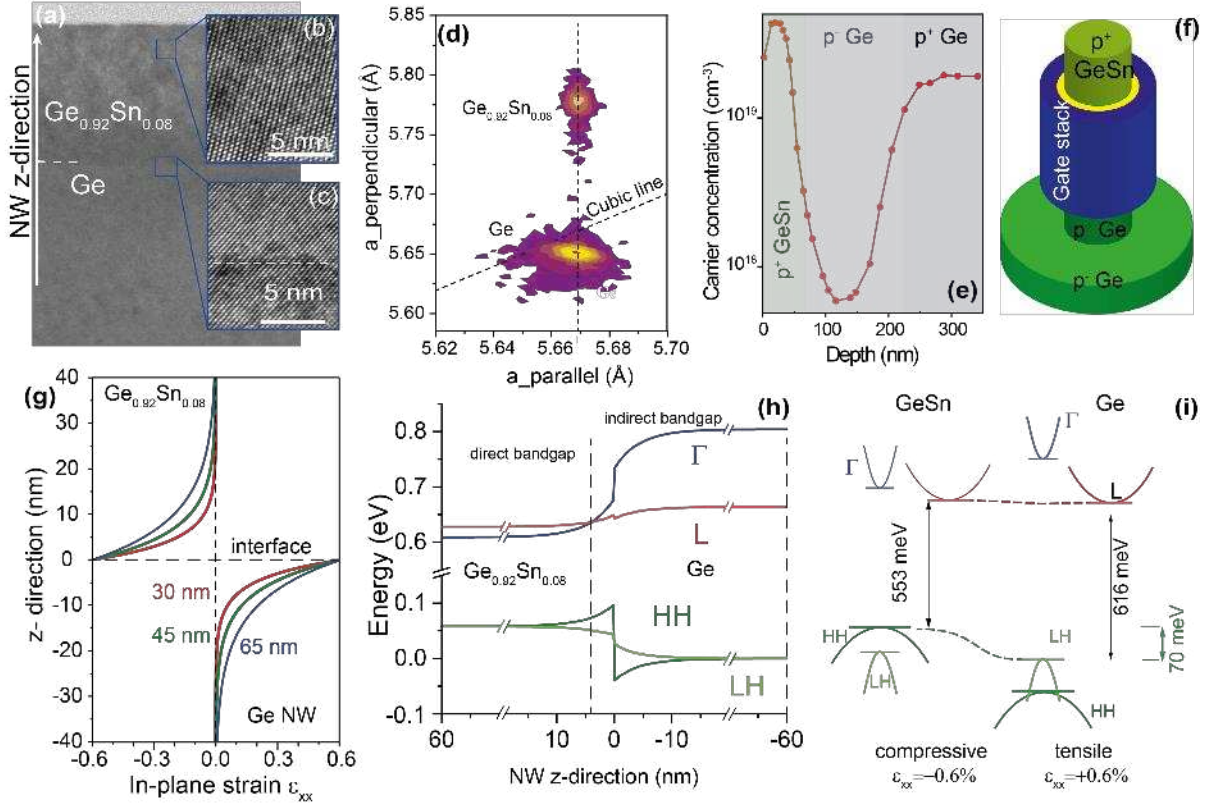 (a)
NW z-direction
Ge0.92Sn0.08
Ge
(b)
5 nm
(c)
5 nm
(d)
a_perpendicular (Å)
5.85
5.80
5.75
5.70
5.65
5.60
Ge0.92Sn0.08
Ge
Cubic line
Ge
5.62
5.64
5.66
5.68
5.70
a_parallel (Å)
(e)
Carrier concentration (cm-3)
10^19
10^16
p+ GeSn
p- Ge
p+ Ge
0
100
200
300
Depth (nm)
(f)
p+
GeSn
Gate stack
p- Ge
p- Ge
(g)
z- direction (nm)
40
30
20
10
0
-10
-20
-30
-40
Ge0.92Sn0.08
interface
30 nm
45 nm
65 nm
Ge NW
-0.6
-0.3
0.0
0.3
0.6
In-plane strain εxx
(h)
Energy (eV)
0.8
0.7
0.6
0.1
0.0
-0.1
direct bandgap
indirect bandgap
Γ
L
Ge0.92Sn0.08
Ge
HH
LH
60
10
0
-10
-60
NW z-direction (nm)
(i)
GeSn
Ge
Γ
Γ
L
553 meV
616 meV
70 meV
HH
LH
LH
HH
compressive
εxx=-0.6%
tensile
εxx=+0.6%